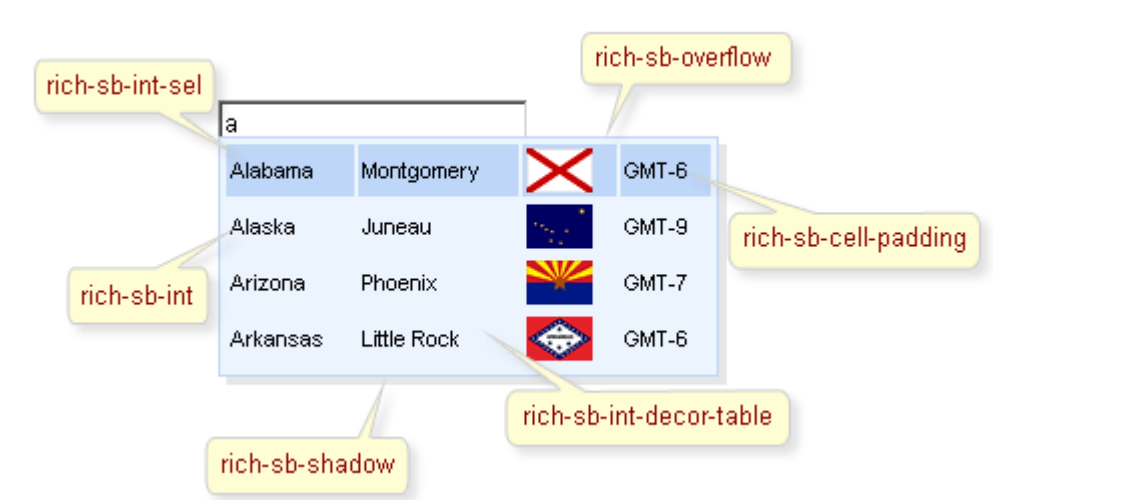 rich-sb-overflow
rich-sb-int-sel
a
Alabama Montgomery GMT-6
Alaska Juneau GMT-9
rich-sb-cell-padding
Arizona Phoenix GMT-7
rich-sb-int
Arkansas Little Rock GMT-6
rich-sb-int-decor-table
rich-sb-shadow